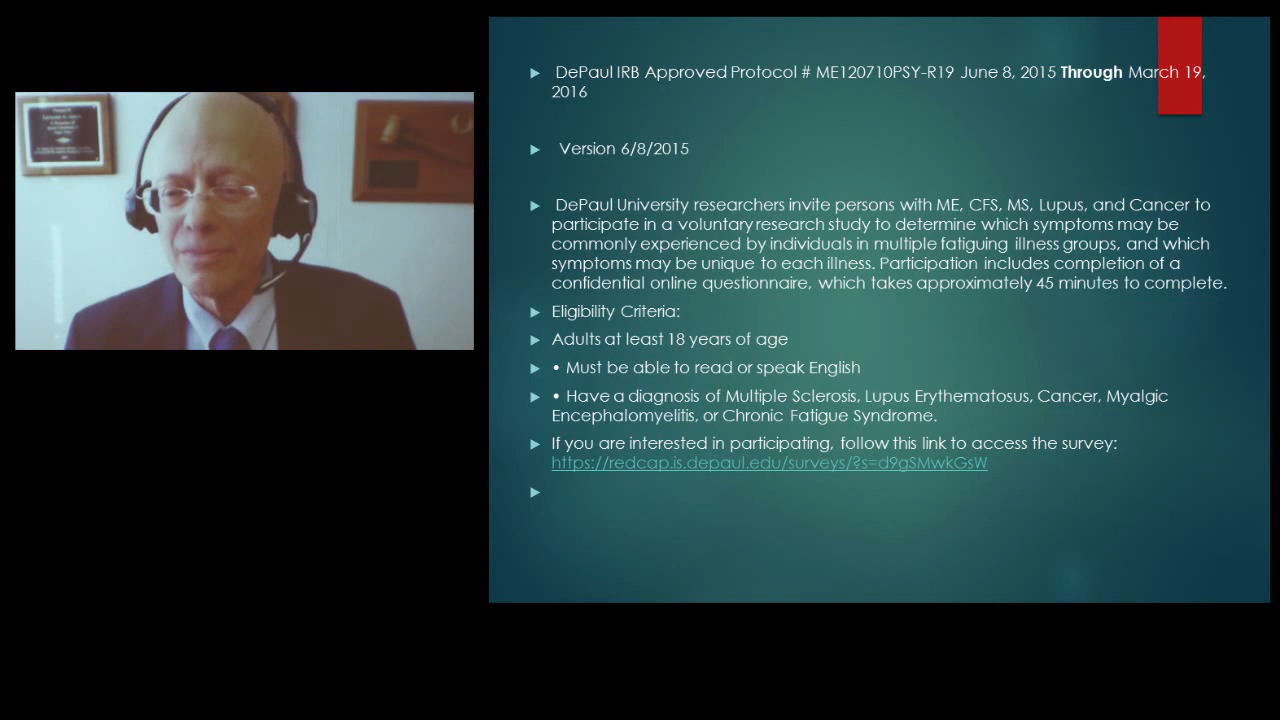 DePaul IRB Approved Protocol # ME120710PSY-R19 June 8, 2015 Through March 19,
2016
Version 6/8/2015
DePaul University researchers invite persons with ME, CFS, MS, Lupus, and Cancer to
participate in a voluntary research study to determine which symptoms may be
commonly experienced by individuals in multiple fatiguing illness groups, and which
symptoms may be unique to each illness. Participation includes completion of a
confidential online questionnaire, which takes approximately 45 minutes to complete.
Eligibility Criteria:
Adults at least 18 years of age
• Must be able to read or speak English
• Have a diagnosis of Multiple Sclerosis, Lupus Erythematosus, Cancer, Myalgic
Encephalomyelitis, or Chronic Fatigue Syndrome.
If you are interested in participating, follow this link to access the survey:
https://redcap.is.depaul.edu/surveys/?s=d9gSMwkGsW